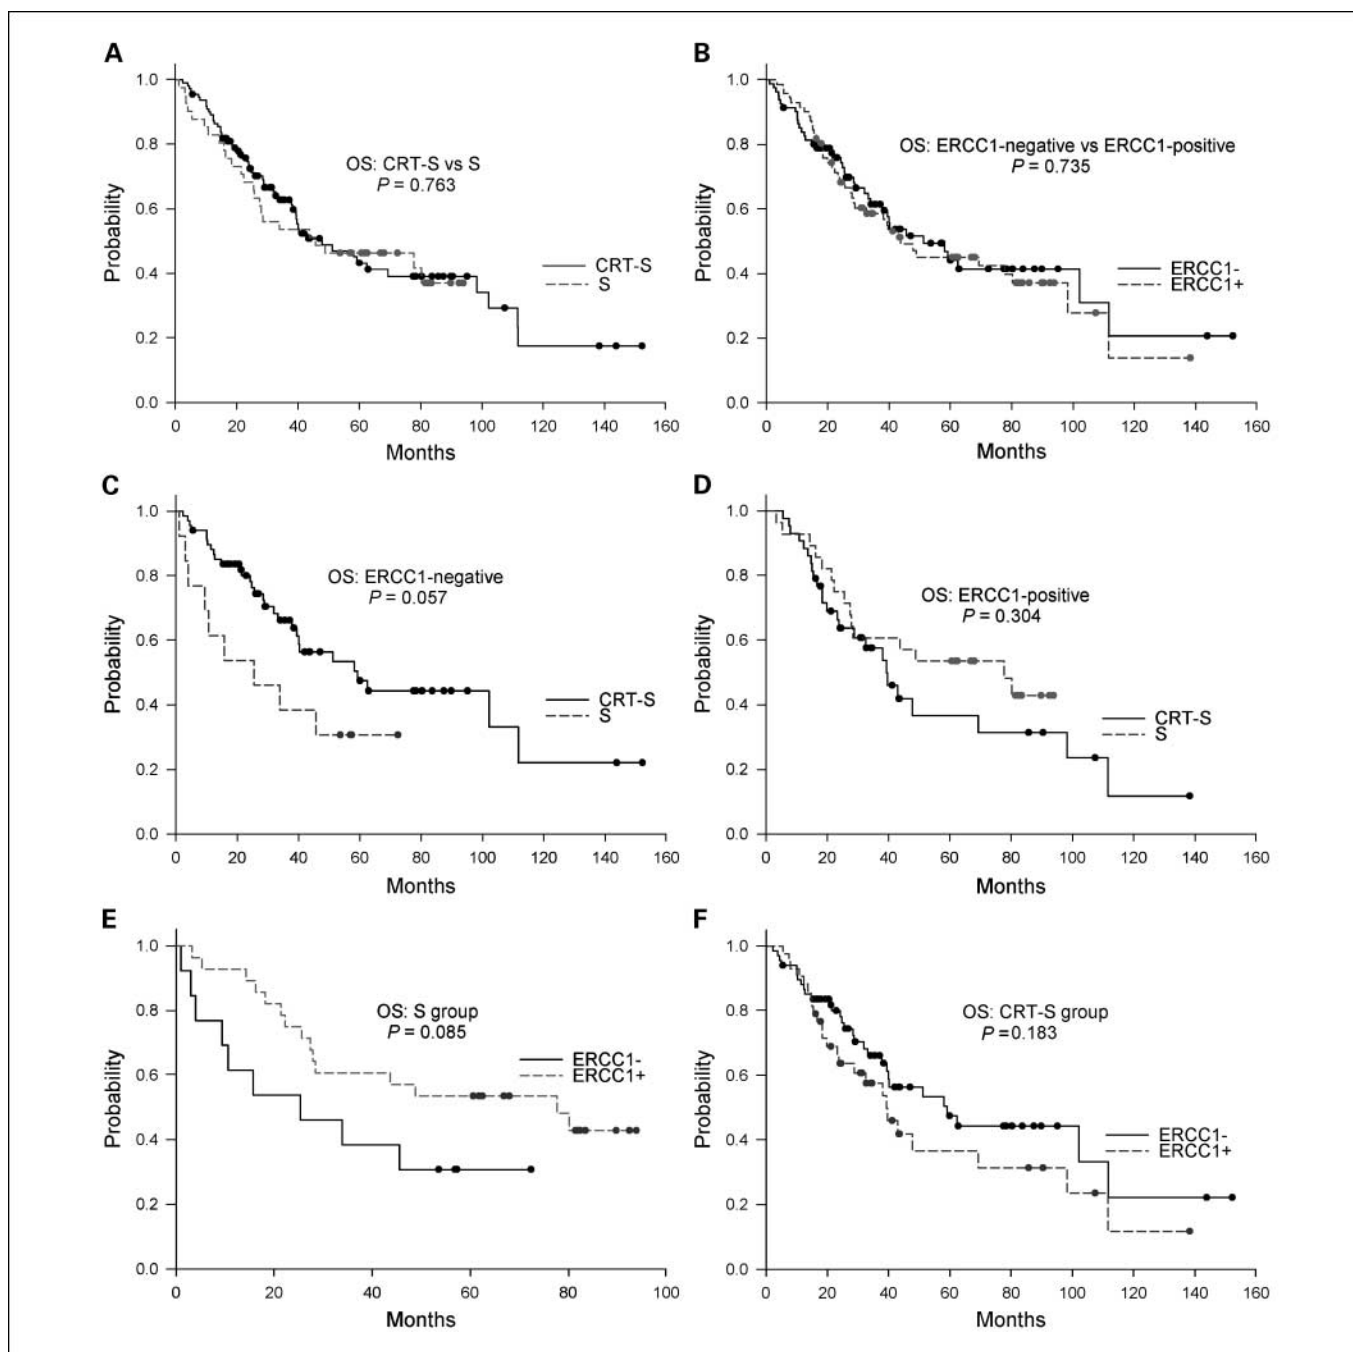 A
1.0
0.8
0.6
0.4
0.2
0.0
Probability
OS: CRT-S vs S
P = 0.763
CRT-S
S
0 20 40 60 80 100 120 140 160
Months
B
1.0
0.8
0.6
0.4
0.2
0.0
Probability
OS: ERCC1-negative vs ERCC1-positive
P = 0.735
ERCC1-
ERCC1+
0 20 40 60 80 100 120 140 160
Months
C
1.0
0.8
0.6
0.4
0.2
0.0
Probability
OS: ERCC1-negative
P = 0.057
CRT-S
S
0 20 40 60 80 100 120 140 160
Months
D
1.0
0.8
0.6
0.4
0.2
0.0
Probability
OS: ERCC1-positive
P = 0.304
CRT-S
S
0 20 40 60 80 100 120 140 160
Months
E
1.0
0.8
0.6
0.4
0.2
0.0
Probability
OS: S group
P = 0.085
ERCC1-
ERCC1+
0 20 40 60 80 100
Months
F
1.0
0.8
0.6
0.4
0.2
0.0
Probability
OS: CRT-S group
P =0.183
ERCC1-
ERCC1+
0 20 40 60 80 100 120 140 160
Months